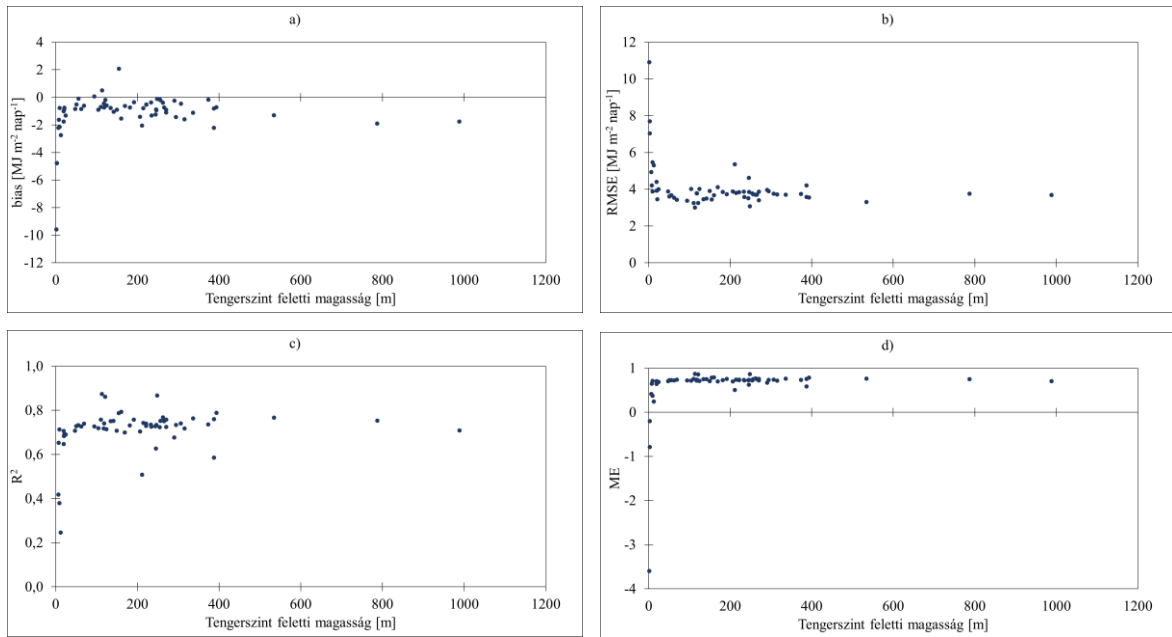 a)
bias [MJ m⁻² nap⁻¹]
4
2
0
-2
-4
-6
-8
-10
-12
0 200 400 600 800 1000 1200
Tengerszint feletti magasság [m]
b)
RMSE [MJ m⁻² nap⁻¹]
12
10
8
6
4
2
0
0 200 400 600 800 1000 1200
Tengerszint feletti magasság [m]
c)
R²
1,0
0,8
0,6
0,4
0,2
0,0
0 200 400 600 800 1000 1200
Tengerszint feletti magasság [m]
d)
ME
1
0
-1
-2
-3
-4
0 200 400 600 800 1000 1200
Tengerszint feletti magasság [m]